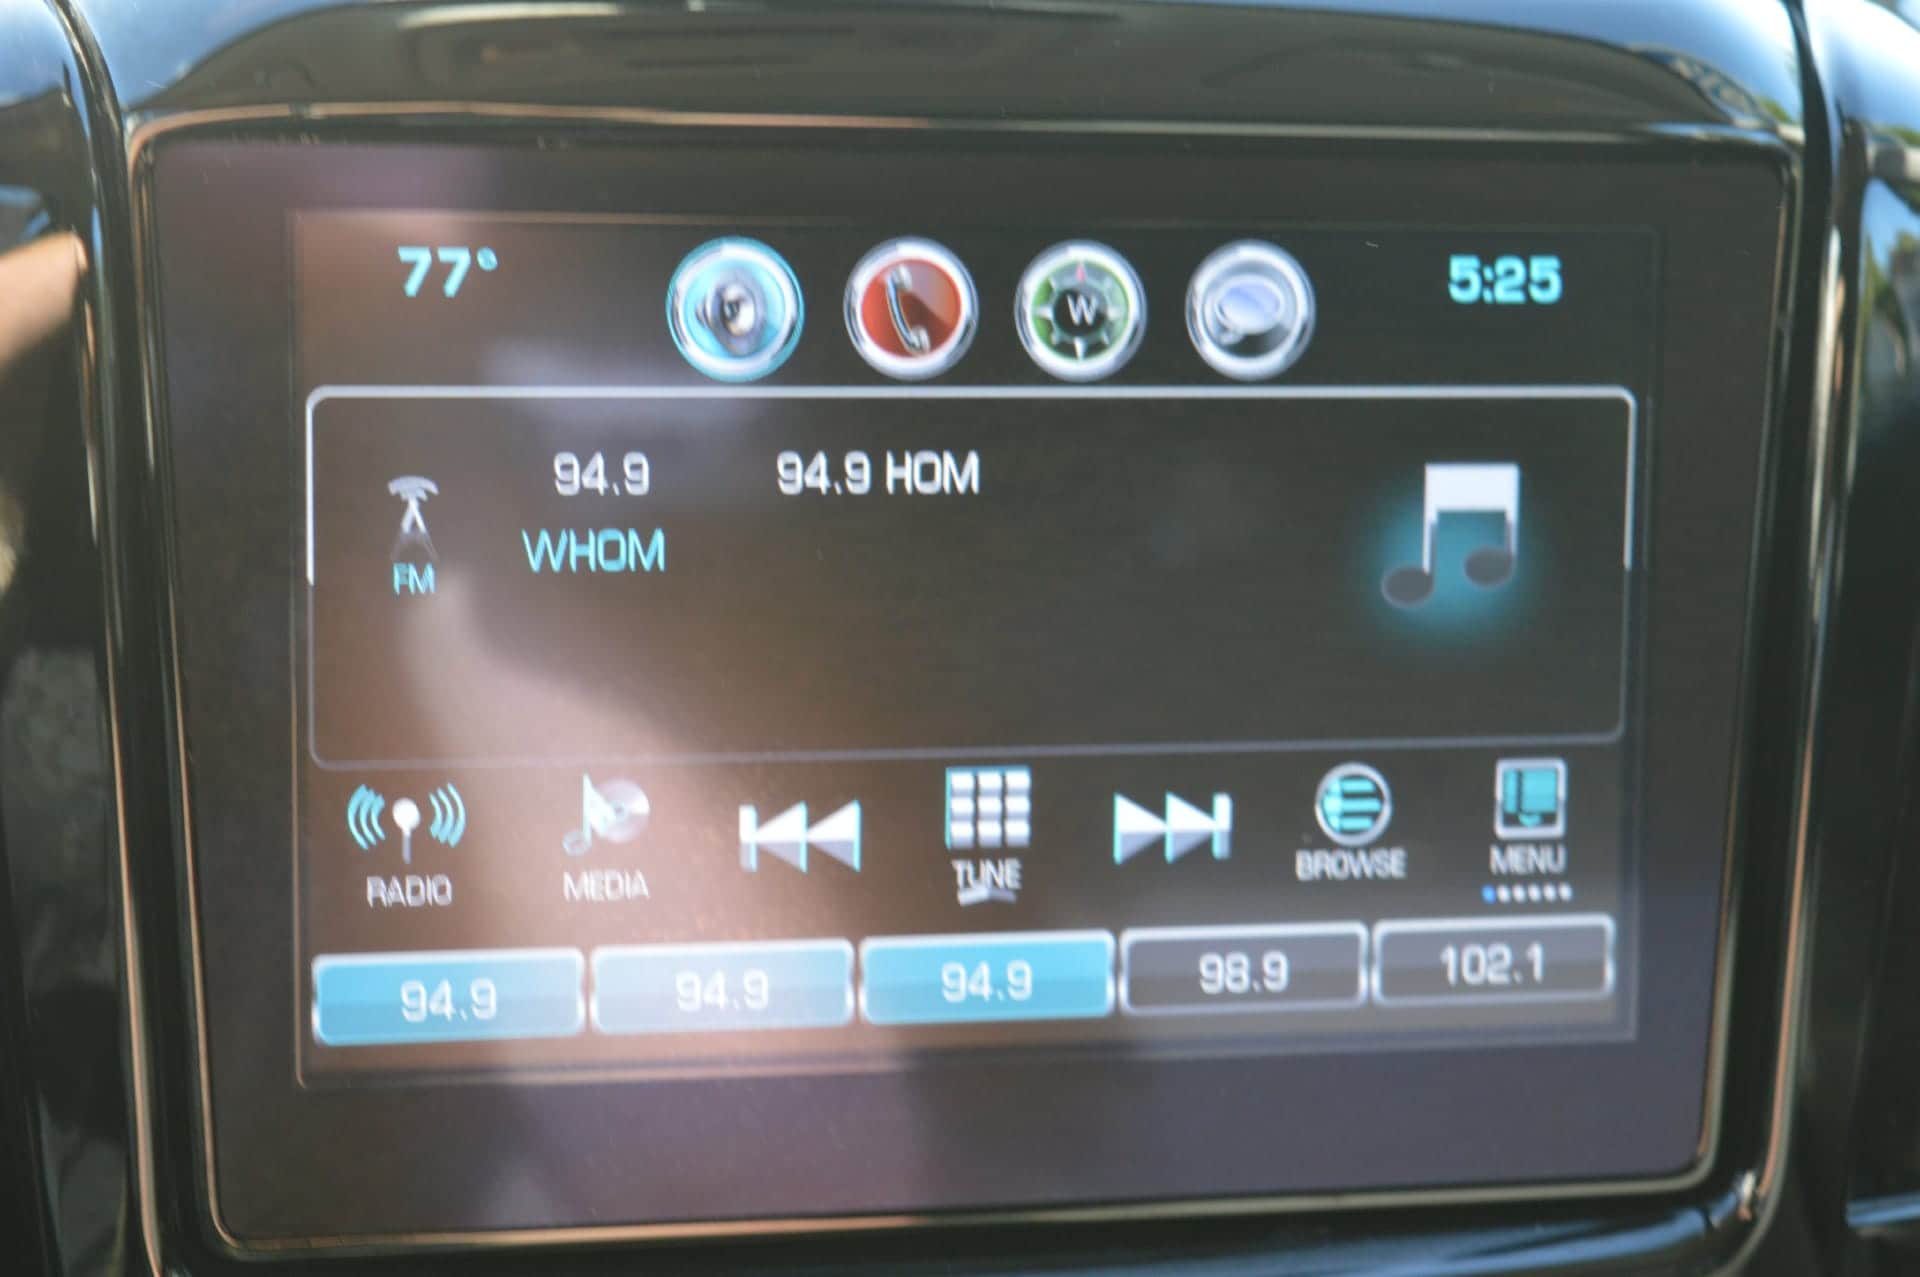 77° 5:25
W
94.9 94.9 HOM
WHOM
FM
RADIO MEDIA TUNE BROWSE MENU
94.9 94.9 94.9 98.9 102.1